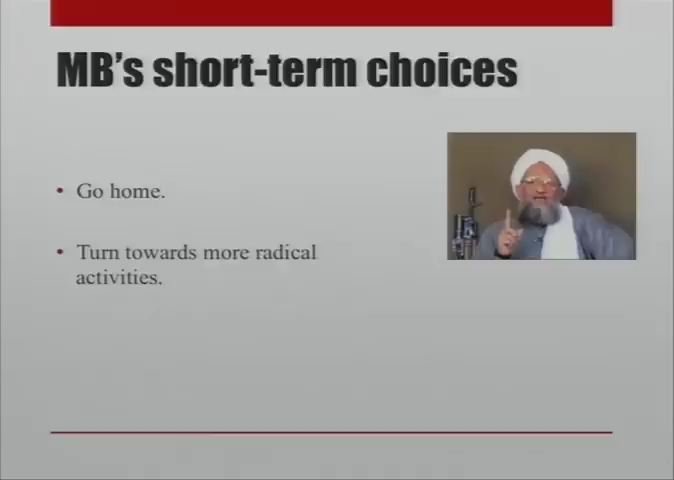 MB's short-term choices
• Go home.
• Turn towards more radical
activities.